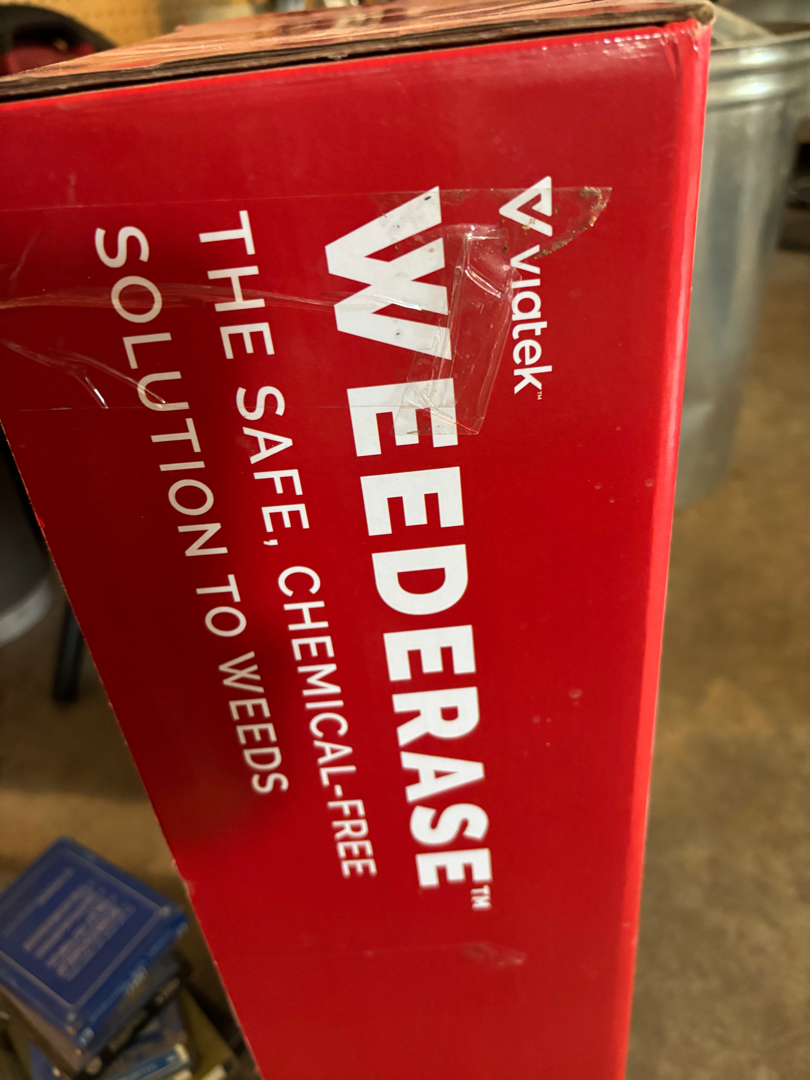 viatek™
WEEDERASE™
THE SAFE, CHEMICAL-FREE
SOLUTION TO WEEDS